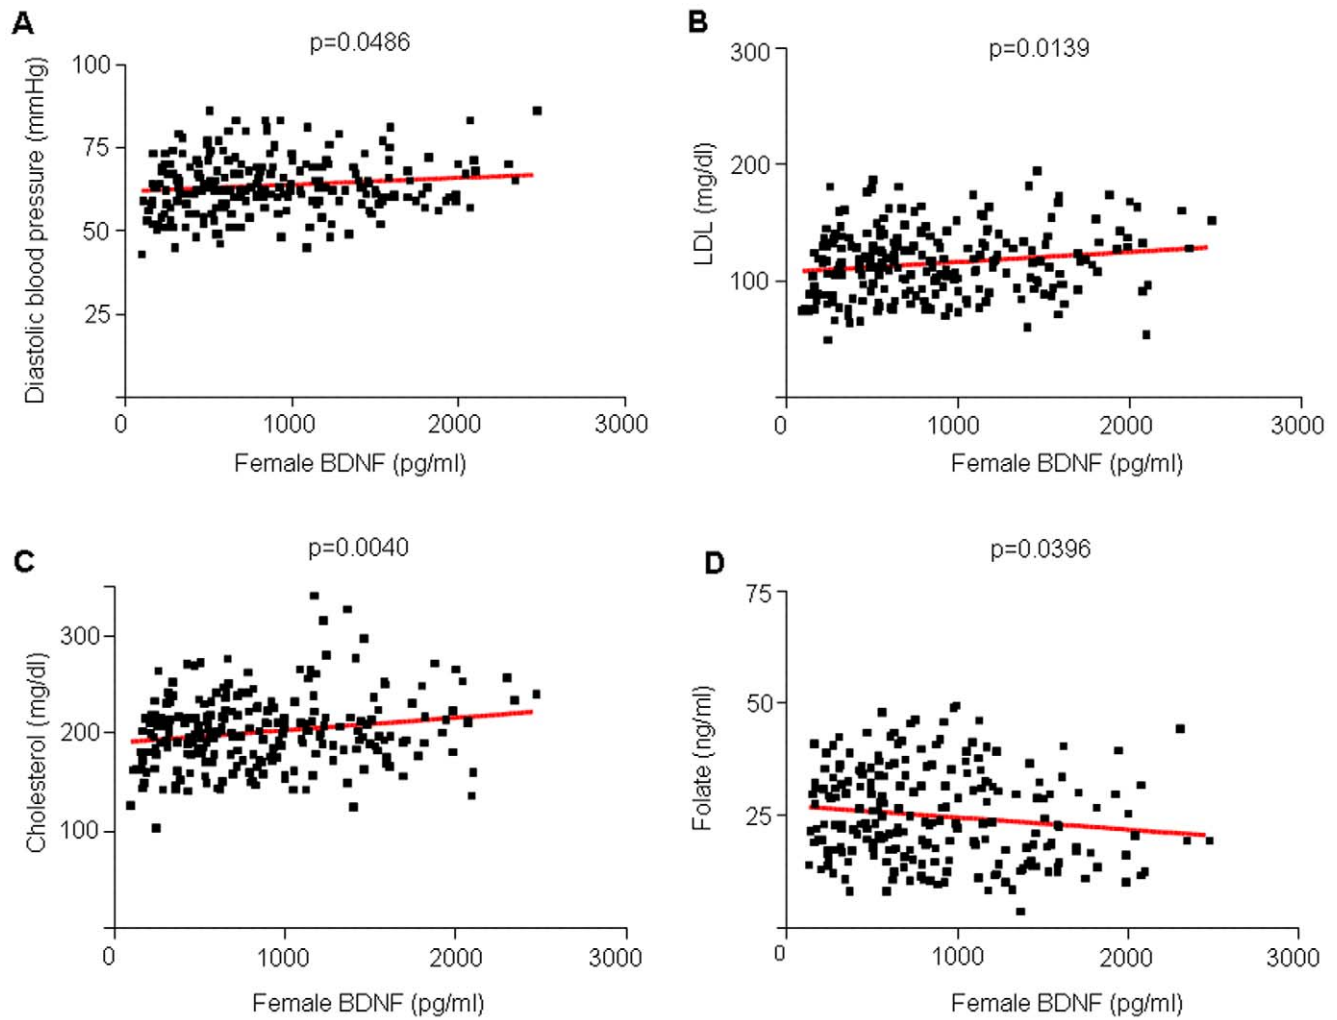 A
p=0.0486
Diastolic blood pressure (mmHg)
100
75
50
25
0
1000
2000
3000
Female BDNF (pg/ml)
B
p=0.0139
LDL (mg/dl)
300
200
100
0
1000
2000
3000
Female BDNF (pg/ml)
C
p=0.0040
Cholesterol (mg/dl)
300
200
100
0
1000
2000
3000
Female BDNF (pg/ml)
D
p=0.0396
Folate (ng/ml)
75
50
25
0
1000
2000
3000
Female BDNF (pg/ml)